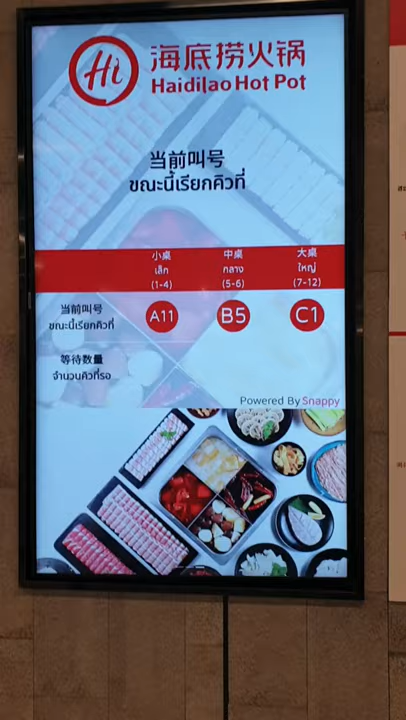 Hi
海底捞火锅
Haidilao Hot Pot
当前叫号
ขณะนี้เรียกคิวที่
小桌 中桌 大桌
เล็ก กลาง ใหญ่
(1-4) (5-6) (7-12)
当前叫号
ขณะนี้เรียกคิวที่
A11 B5 C1
等待数量
จำนวนคิวที่รอ
Powered By Snappy